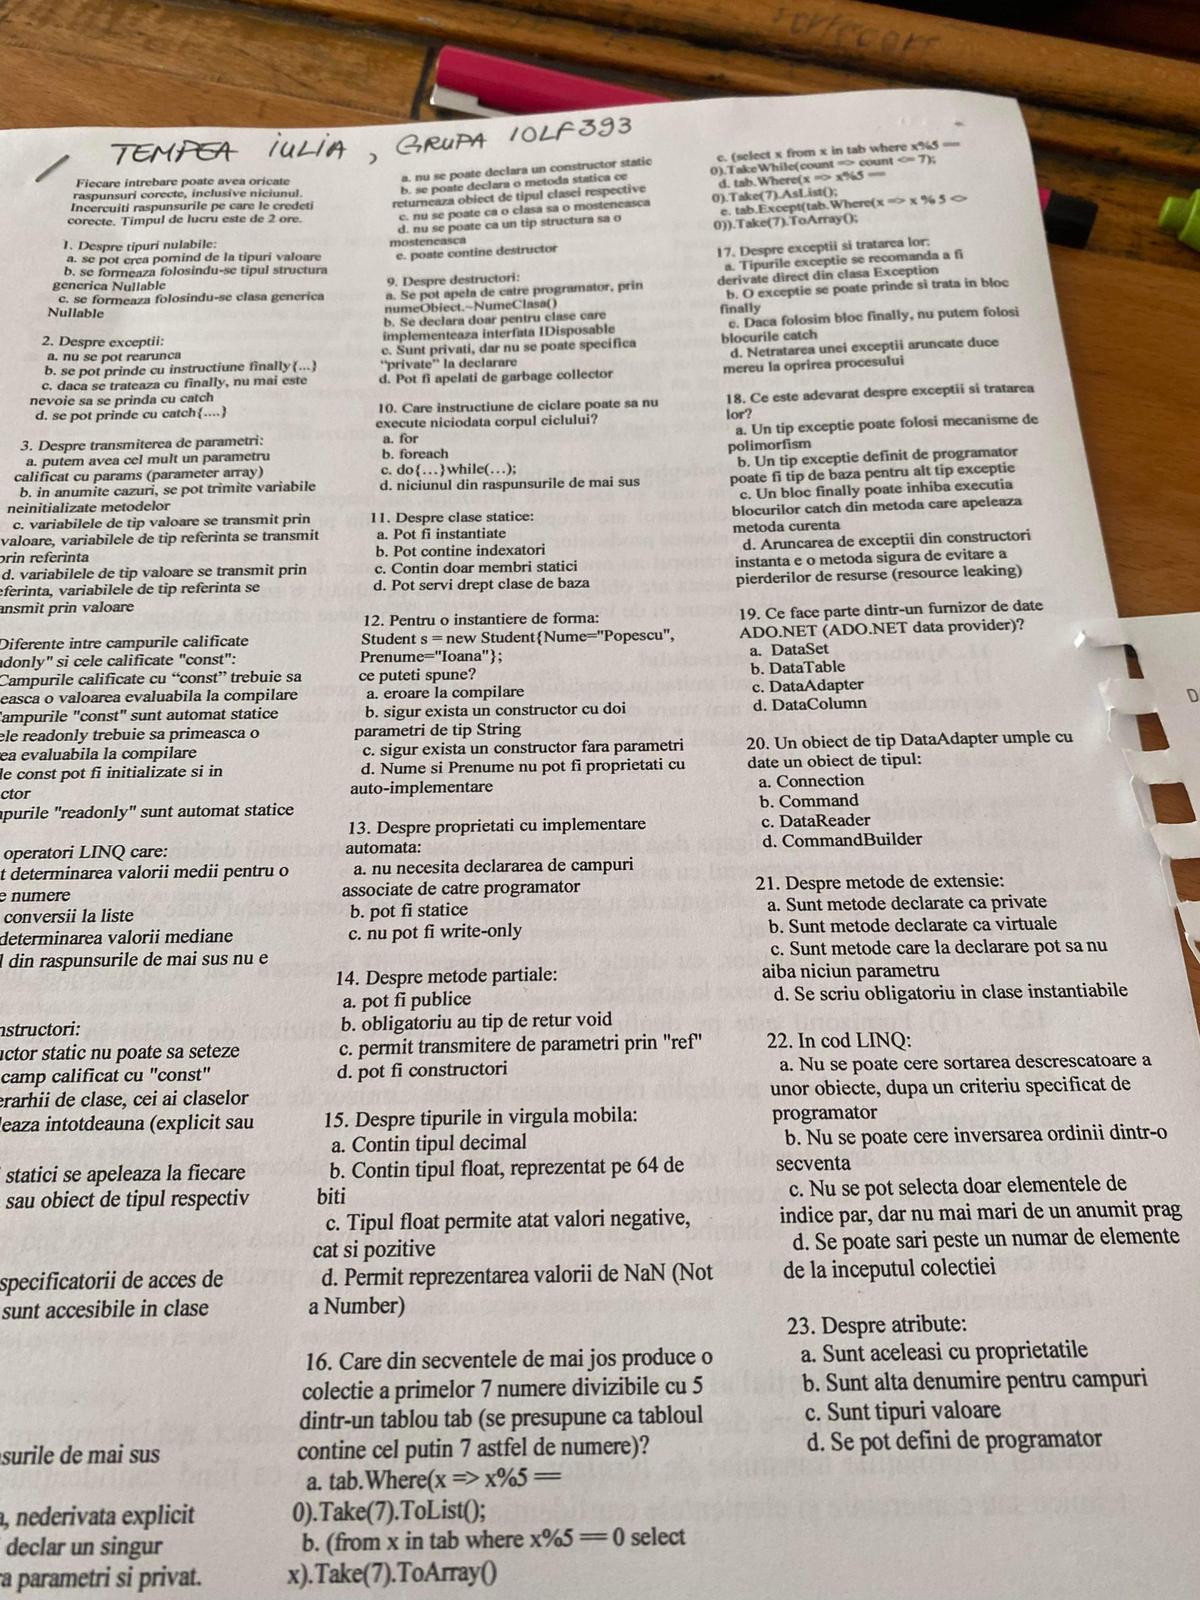 TEMPEA IULIA, GRUPA 10LF393
Fiecare intrebare poate avea oricate
raspunsuri corecte, inclusive niciunul.
Incercuiti raspunsurile pe care le credeti
corecte. Timpul de lucru este de 2 ore.
1. Despre tipuri nulabile:
a. se pot crea pornind de la tipuri valoare
b. se formeaza folosindu-se tipul structura
generica Nullable
c. se formeaza folosindu-se clasa generica
Nullable
2. Despre exceptii:
a. nu se pot rearunca
b. se pot prinde cu instructiune finally{...}
c. daca se trateaza cu finally, nu mai este
nevoie sa se prinda cu catch
d. se pot prinde cu catch{....}
3. Despre transmiterea de parametri:
a. putem avea cel mult un parametru
calificat cu params (parameter array)
b. in anumite cazuri, se pot trimite variabile
neinitializate metodelor
c. variabilele de tip valoare se transmit prin
valoare, variabilele de tip referinta se transmit
prin referinta
d. variabilele de tip valoare se transmit prin
eferinta, variabilele de tip referinta se
ansmit prin valoare
Diferente intre campurile calificate
adonly" si cele calificate "const":
Campurile calificate cu “const” trebuie sa
easca o valoarea evaluabila la compilare
Campurile "const" sunt automat statice
ele readonly trebuie sa primeasca o
ea evaluabila la compilare
le const pot fi initializate si in
ctor
mpurile "readonly" sunt automat statice
operatori LINQ care:
t determinarea valorii medii pentru o
e numere
conversii la liste
determinarea valorii mediane
l din raspunsurile de mai sus nu e
nstructori:
uctor static nu poate sa seteze
camp calificat cu "const"
erarhii de clase, cei ai claselor
leaza intotdeauna (explicit sau
statici se apeleaza la fiecare
sau obiect de tipul respectiv
specificatorii de acces de
sunt accesibile in clase
nsurile de mai sus
a, nederivata explicit
declar un singur
ra parametri si privat.
a. nu se poate declara un constructor static
b. se poate declara o metoda statica ce
returneaza obiect de tipul clasei respective
c. nu se poate ca o clasa sa o mosteneasca
d. nu se poate ca un tip structura sa o
mosteneasca
e. poate contine destructor
9. Despre destructori:
a. Se pot apela de catre programator, prin
numeObiect.~NumeClasa()
b. Se declara doar pentru clase care
implementeaza interfata IDisposable
c. Sunt privati, dar nu se poate specifica
“private” la declarare
d. Pot fi apelati de garbage collector
10. Care instructiune de ciclare poate sa nu
execute niciodata corpul ciclului?
a. for
b. foreach
c. do{...}while(...);
d. niciunul din raspunsurile de mai sus
11. Despre clase statice:
a. Pot fi instantiate
b. Pot contine indexatori
c. Contin doar membri statici
d. Pot servi drept clase de baza
12. Pentru o instantiere de forma:
Student s = new Student{Nume="Popescu",
Prenume="Ioana"};
ce puteti spune?
a. eroare la compilare
b. sigur exista un constructor cu doi
parametri de tip String
c. sigur exista un constructor fara parametri
d. Nume si Prenume nu pot fi proprietati cu
auto-implementare
13. Despre proprietati cu implementare
automata:
a. nu necesita declararea de campuri
associate de catre programator
b. pot fi statice
c. nu pot fi write-only
14. Despre metode partiale:
a. pot fi publice
b. obligatoriu au tip de retur void
c. permit transmitere de parametri prin "ref"
d. pot fi constructori
15. Despre tipurile in virgula mobila:
a. Contin tipul decimal
b. Contin tipul float, reprezentat pe 64 de
biti
c. Tipul float permite atat valori negative,
cat si pozitive
d. Permit reprezentarea valorii de NaN (Not
a Number)
16. Care din secventele de mai jos produce o
colectie a primelor 7 numere divizibile cu 5
dintr-un tablou tab (se presupune ca tabloul
contine cel putin 7 astfel de numere)?
a. tab.Where(x => x%5 ==
0).Take(7).ToList();
b. (from x in tab where x%5 == 0 select
x).Take(7).ToArray()
c. (select x from x in tab where x%5 ==
0).TakeWhile(count => count <= 7);
d. tab.Where(x => x%5 ==
0).Take(7).AsList();
e. tab.Except(tab.Where(x => x % 5 <>
0)).Take(7).ToArray();
17. Despre exceptii si tratarea lor:
a. Tipurile exceptie se recomanda a fi
derivate direct din clasa Exception
b. O exceptie se poate prinde si trata in bloc
finally
c. Daca folosim bloc finally, nu putem folosi
blocurile catch
d. Netratarea unei exceptii aruncate duce
mereu la oprirea procesului
18. Ce este adevarat despre exceptii si tratarea
lor?
a. Un tip exceptie poate folosi mecanisme de
polimorfism
b. Un tip exceptie definit de programator
poate fi tip de baza pentru alt tip exceptie
c. Un bloc finally poate inhiba executia
blocurilor catch din metoda care apeleaza
metoda curenta
d. Aruncarea de exceptii din constructori
instanta e o metoda sigura de evitare a
pierderilor de resurse (resource leaking)
19. Ce face parte dintr-un furnizor de date
ADO.NET (ADO.NET data provider)?
a. DataSet
b. DataTable
c. DataAdapter
d. DataColumn
20. Un obiect de tip DataAdapter umple cu
date un obiect de tipul:
a. Connection
b. Command
c. DataReader
d. CommandBuilder
21. Despre metode de extensie:
a. Sunt metode declarate ca private
b. Sunt metode declarate ca virtuale
c. Sunt metode care la declarare pot sa nu
aiba niciun parametru
d. Se scriu obligatoriu in clase instantiabile
22. In cod LINQ:
a. Nu se poate cere sortarea descrescatoare a
unor obiecte, dupa un criteriu specificat de
programator
b. Nu se poate cere inversarea ordinii dintr-o
secventa
c. Nu se pot selecta doar elementele de
indice par, dar nu mai mari de un anumit prag
d. Se poate sari peste un numar de elemente
de la inceputul colectiei
23. Despre atribute:
a. Sunt aceleasi cu proprietatile
b. Sunt alta denumire pentru campuri
c. Sunt tipuri valoare
d. Se pot defini de programator
D